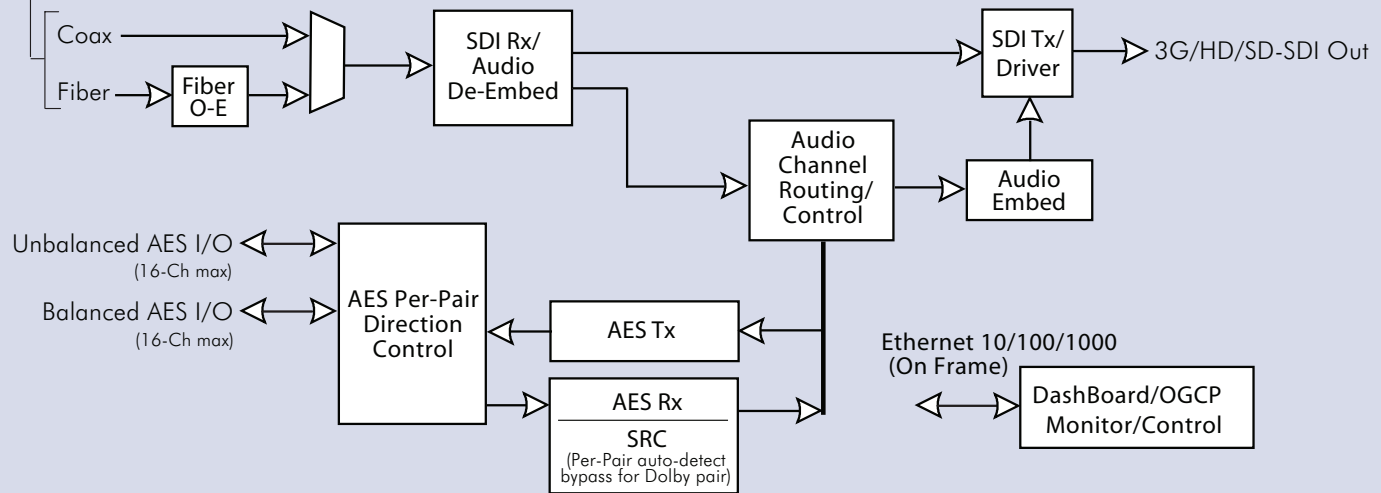 Coax
Fiber
Fiber
O-E
SDI Rx/
Audio
De-Embed
SDI Tx/
Driver
3G/HD/SD-SDI Out
Audio
Channel
Routing/
Control
Audio
Embed
Unbalanced AES I/O
(16-Ch max)
Balanced AES I/O
(16-Ch max)
AES Per-Pair
Direction
Control
AES Tx
AES Rx
SRC
(Per-Pair auto-detect
bypass for Dolby pair)
Ethernet 10/100/1000
(On Frame)
DashBoard/OGCP
Monitor/Control